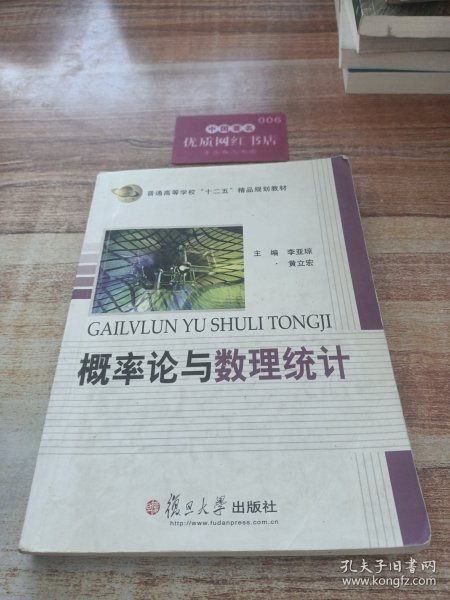 006
中国著名
优质网红书店
普通高等学校“十二五”精品规划教材
主 编 李亚琼
·黄立宏
GAILVLUN YU SHULI TONGJI
概率论与数理统计
復旦大学 出版社
http://www.fudanpress.com.cn
孔夫子旧书网
www.kongfz.com